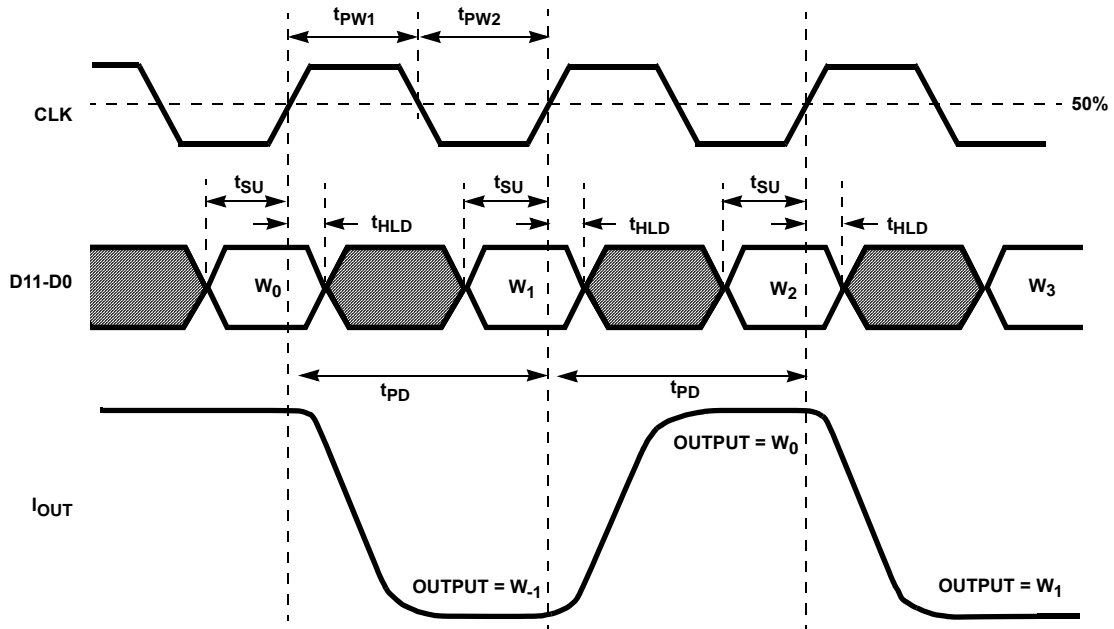 tPW1 tPW2
CLK
50%
tSU tSU tSU
tHLD tHLD tHLD
D11-D0
W0 W1 W2 W3
tPD tPD
OUTPUT = W0
IOUT
OUTPUT = W-1 OUTPUT = W1